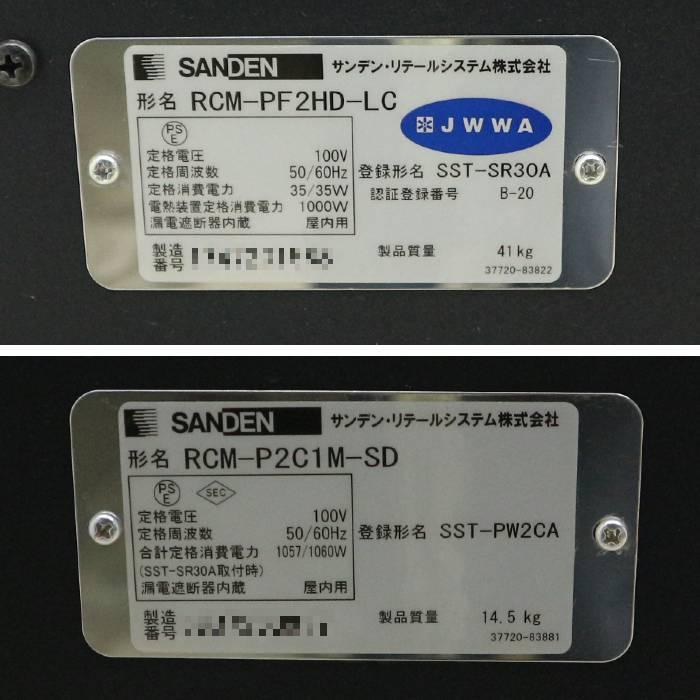 SANDEN サンデン・リテールシステム株式会社
形名 RCM-PF2HD-LC
JWWA
PS E
定格電圧 100V
定格周波数 50/60Hz
登録形名 SST-SR30A
定格消費電力 35/35W
認証登録番号 B-20
電熱装置定格消費電力 1000W
漏電遮断器内蔵 屋内用
製造番号
製品質量 41kg
37720-83822
SANDEN サンデン・リテールシステム株式会社
形名 RCM-P2C1M-SD
PS E SEC
定格電圧 100V
定格周波数 50/60Hz
登録形名 SST-PW2CA
合計定格消費電力 1057/1060W
(SST-SR30A取付時)
漏電遮断器内蔵 屋内用
製造番号
製品質量 14.5kg
37720-83881